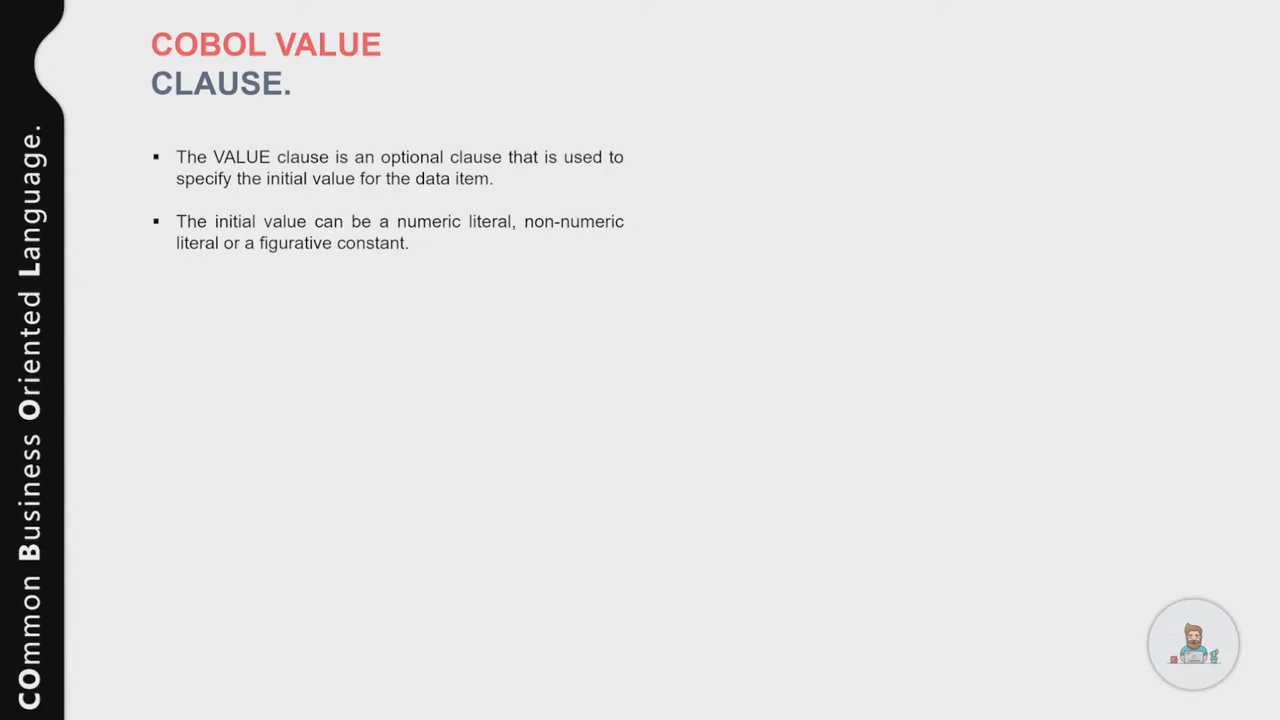 COBOL VALUE
CLAUSE.
▪ The VALUE clause is an optional clause that is used to
specify the initial value for the data item.
▪ The initial value can be a numeric literal, non-numeric
literal or a figurative constant.
COmmon Business Oriented Language.